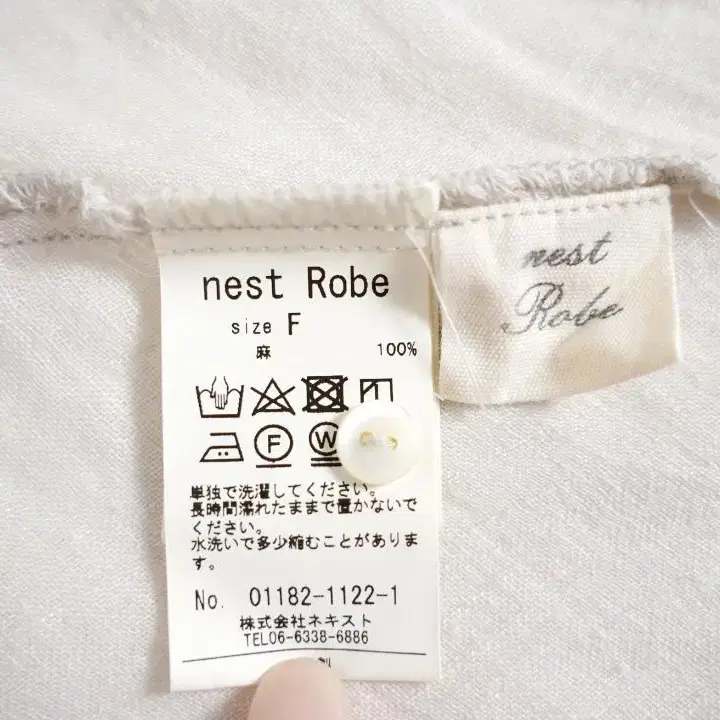 nest Robe
size F
麻 100%
F W
単独で洗濯してください。
長時間濡れたままで置かないで
ください。
水洗いで多少縮むことがありま
す。
No. 01182-1122-1
株式会社ネキスト
TEL06-6338-6886
nest
Robe